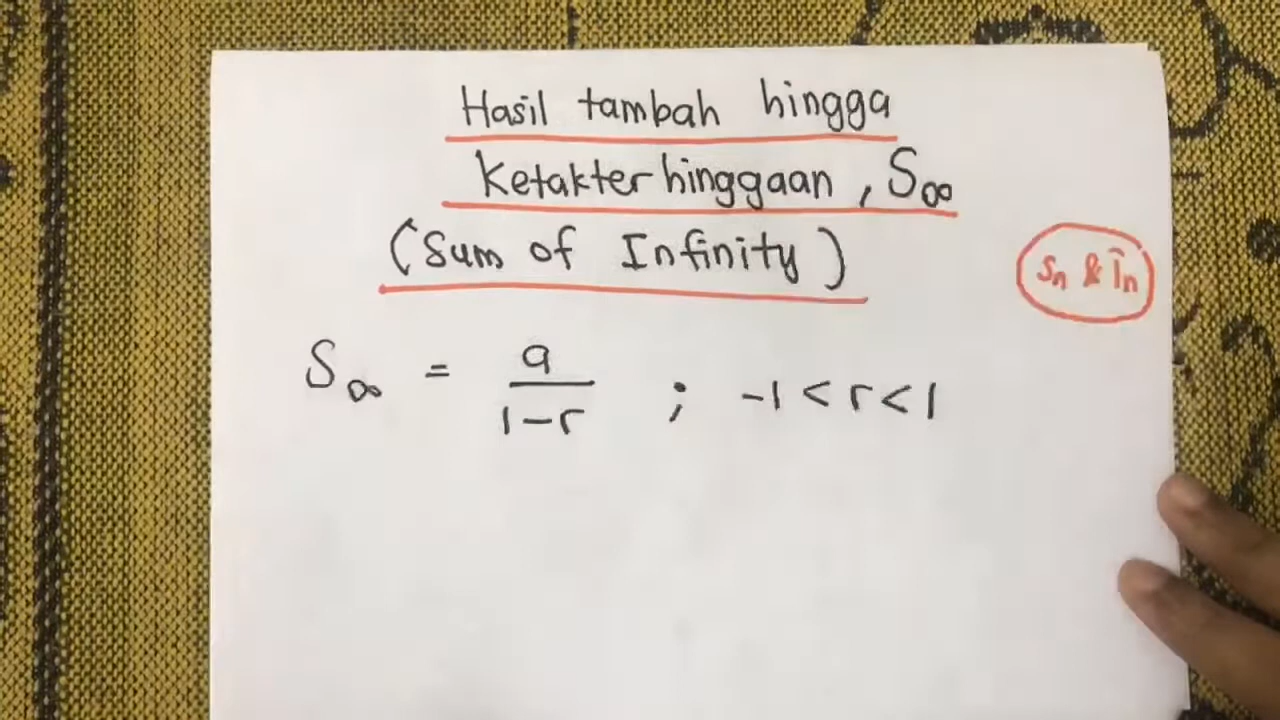 Hasil tambah hingga
Ketakterhinggaan, S∞
(Sum of Infinity)
Sn & Tn
S∞ = a/(1-r) ; -1 < r < 1